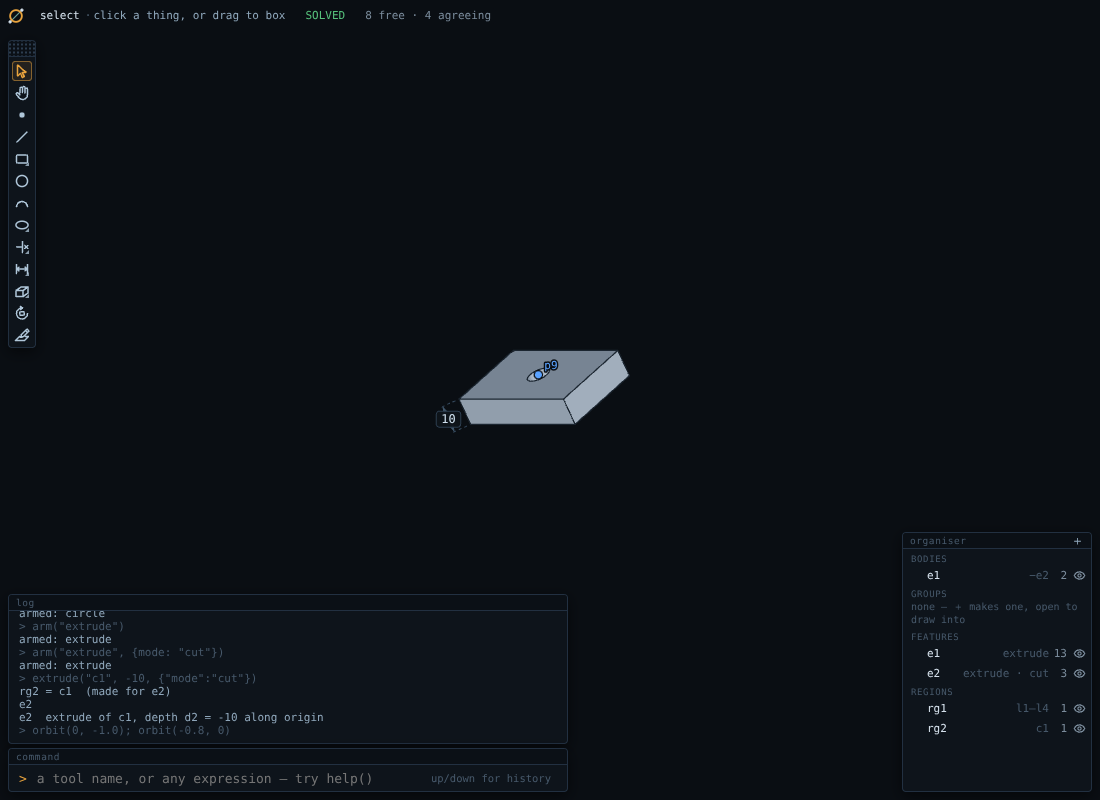 select · click a thing, or drag to box SOLVED 8 free · 4 agreeing
p9
10
log
armed: circle
> arm("extrude")
armed: extrude
> arm("extrude", {mode: "cut"})
armed: extrude
> extrude("c1", -10, {"mode":"cut"})
rg2 = c1 (made for e2)
e2
e2 extrude of c1, depth d2 = -10 along origin
> orbit(0, -1.0); orbit(-0.8, 0)
command
> a tool name, or any expression — try help() up/down for history
organiser +
BODIES
e1 −e2 2
GROUPS
none — + makes one, open to
draw into
FEATURES
e1 extrude 13
e2 extrude · cut 3
REGIONS
rg1 l1–l4 1
rg2 c1 1